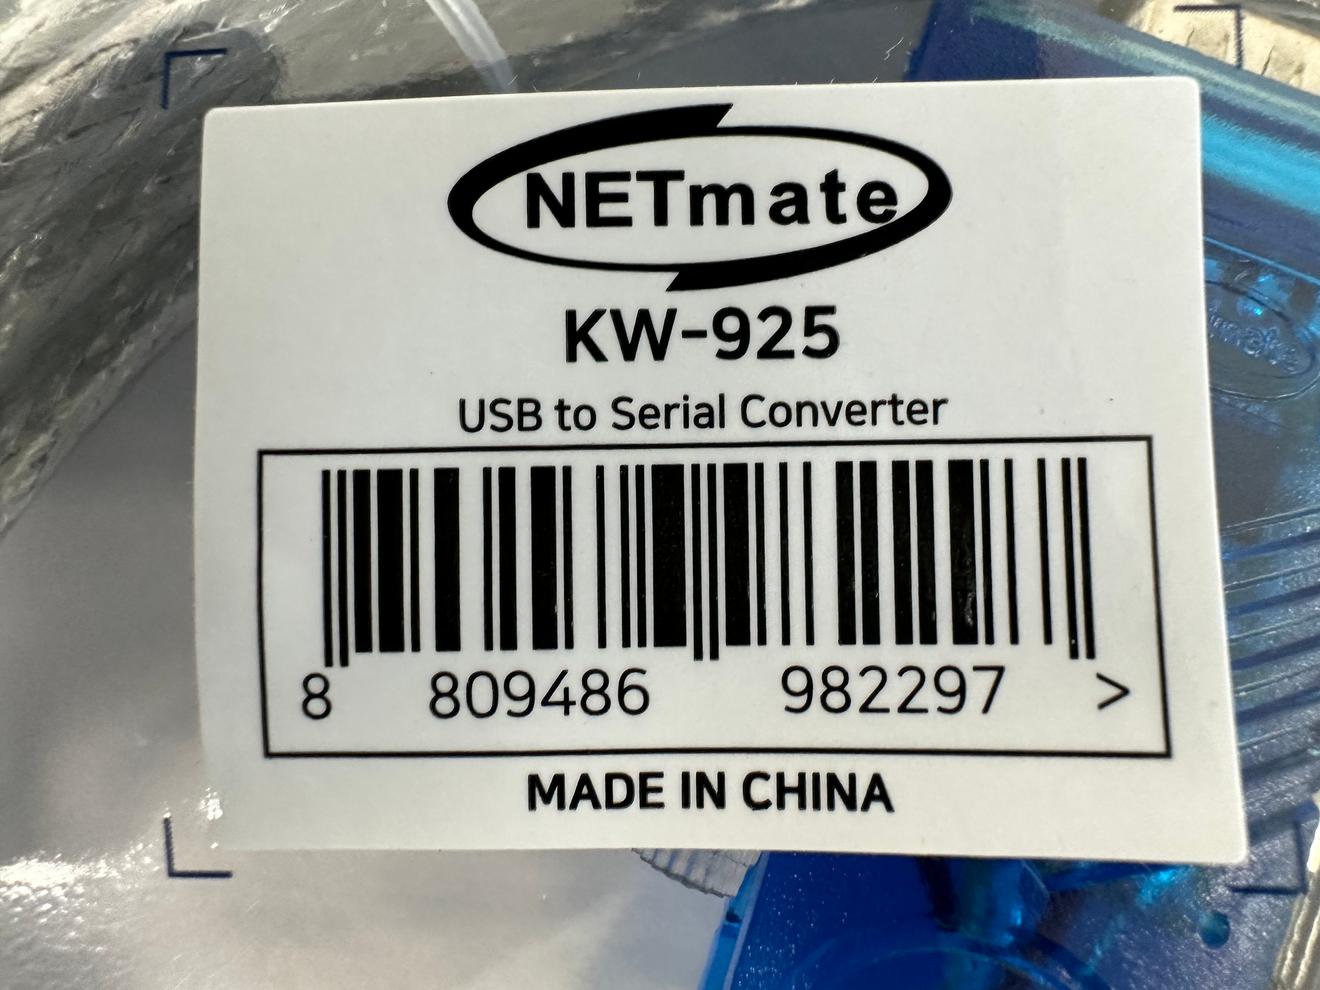 NETmate
KW-925
USB to Serial Converter
8 809486 982297 >
MADE IN CHINA